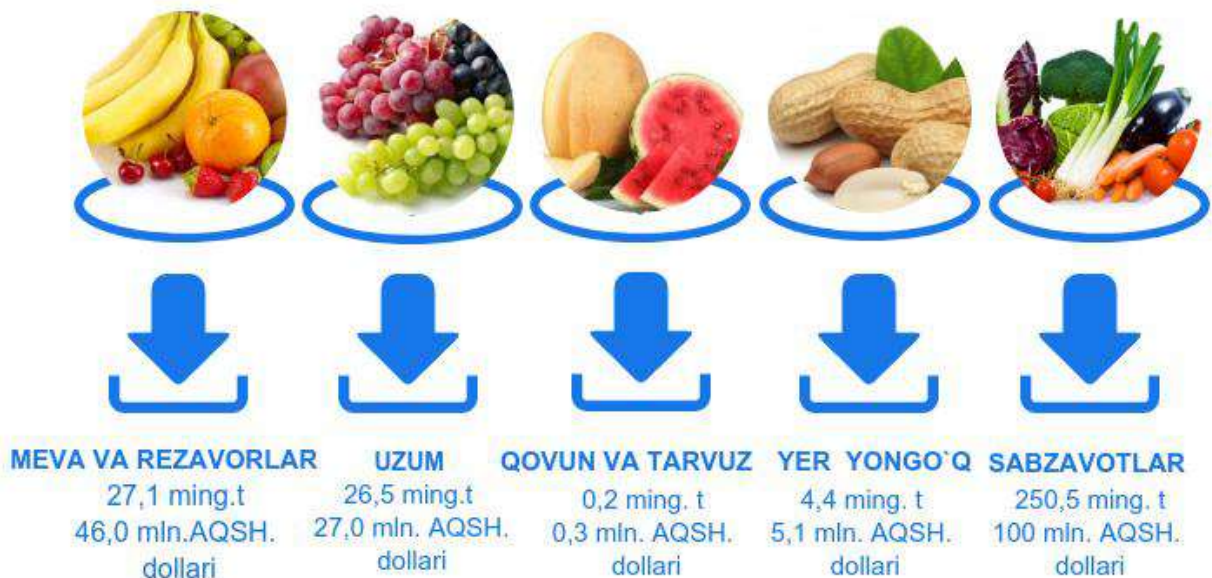 MEVA VA REZAVORLAR
27,1 ming.t
46,0 mln.AQSH.
dollari
UZUM
26,5 ming.t
27,0 mln. AQSH.
dollari
QOVUN VA TARVUZ
0,2 ming. t
0,3 mln. AQSH.
dollari
YER YONGO`Q
4,4 ming. t
5,1 mln. AQSH.
dollari
SABZAVOTLAR
250,5 ming. t
100 mln. AQSH.
dollari